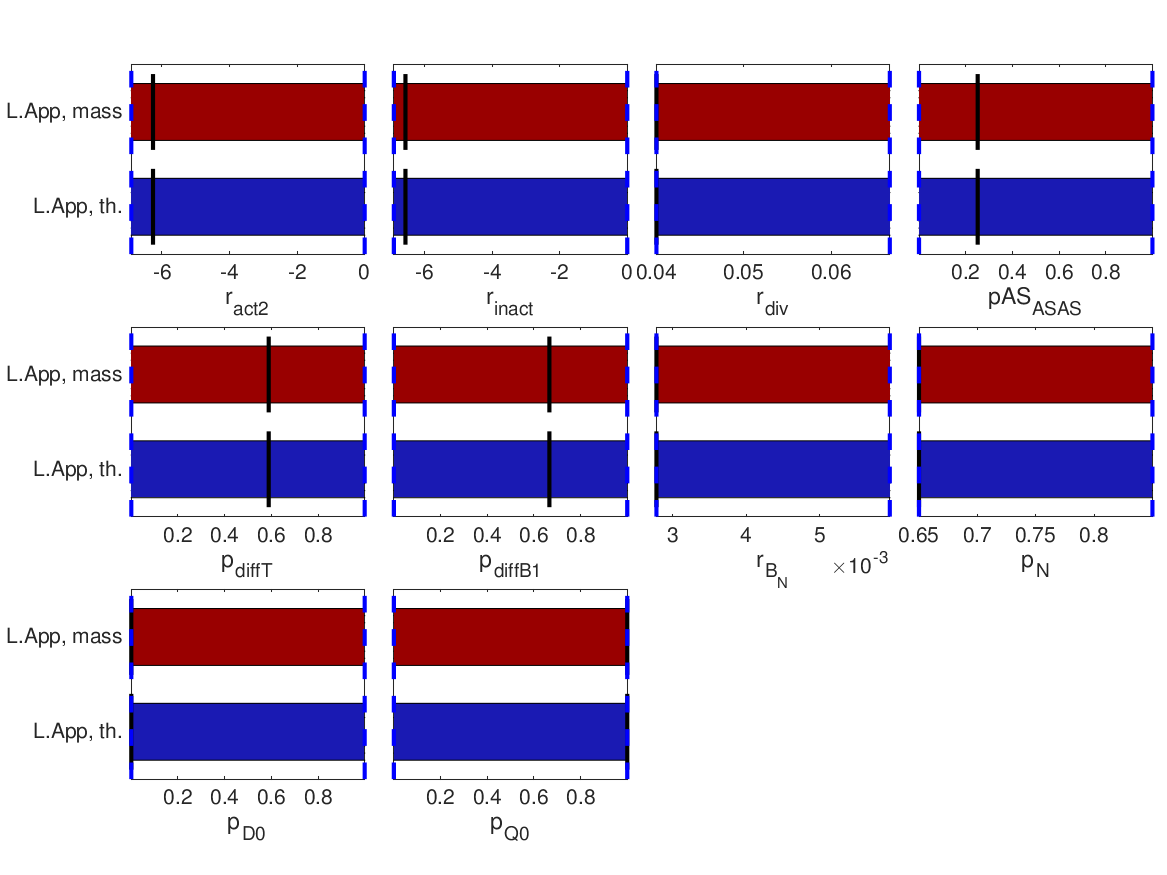 L.App, mass
L.App, th.
-6 -4 -2 0
r_act2
-6 -4 -2 0
r_inact
0.04 0.05 0.06
r_div
0.2 0.4 0.6 0.8
pAS_ASAS
L.App, mass
L.App, th.
0.2 0.4 0.6 0.8
p_diffT
0.2 0.4 0.6 0.8
p_diffB1
3 4 5
r_B_N ×10^-3
0.65 0.7 0.75 0.8
p_N
L.App, mass
L.App, th.
0.2 0.4 0.6 0.8
p_D0
0.2 0.4 0.6 0.8
p_Q0